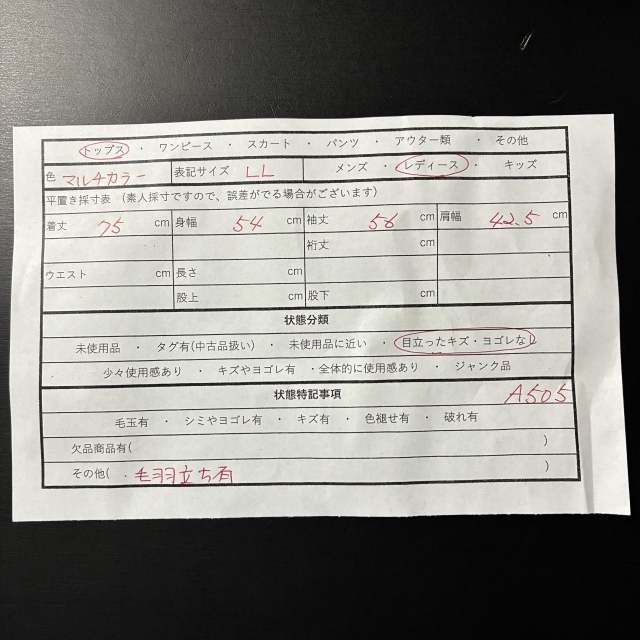 トップス ・ ワンピース ・ スカート ・ パンツ ・ アウター類 ・ その他
色 マルチカラー 表記サイズ LL メンズ ・ レディース ・ キッズ
平置き採寸表 （素人採寸ですので、誤差がでる場合がございます）
着丈 75 cm 身幅 54 cm 袖丈 56 cm 肩幅 42.5 cm
裄丈 cm
ウエスト cm 長さ cm
股上 cm 股下 cm
状態分類
未使用品 ・ タグ有(中古品扱い) ・ 未使用品に近い ・ 目立ったキズ・ヨゴレなし
少々使用感あり ・ キズやヨゴレ有 ・全体的に使用感あり ・ ジャンク品
状態特記事項 A505
毛玉有 ・ シミやヨゴレ有 ・ キズ有 ・ 色褪せ有 ・ 破れ有
欠品商品有( )
その他( ・毛羽立ち有 )